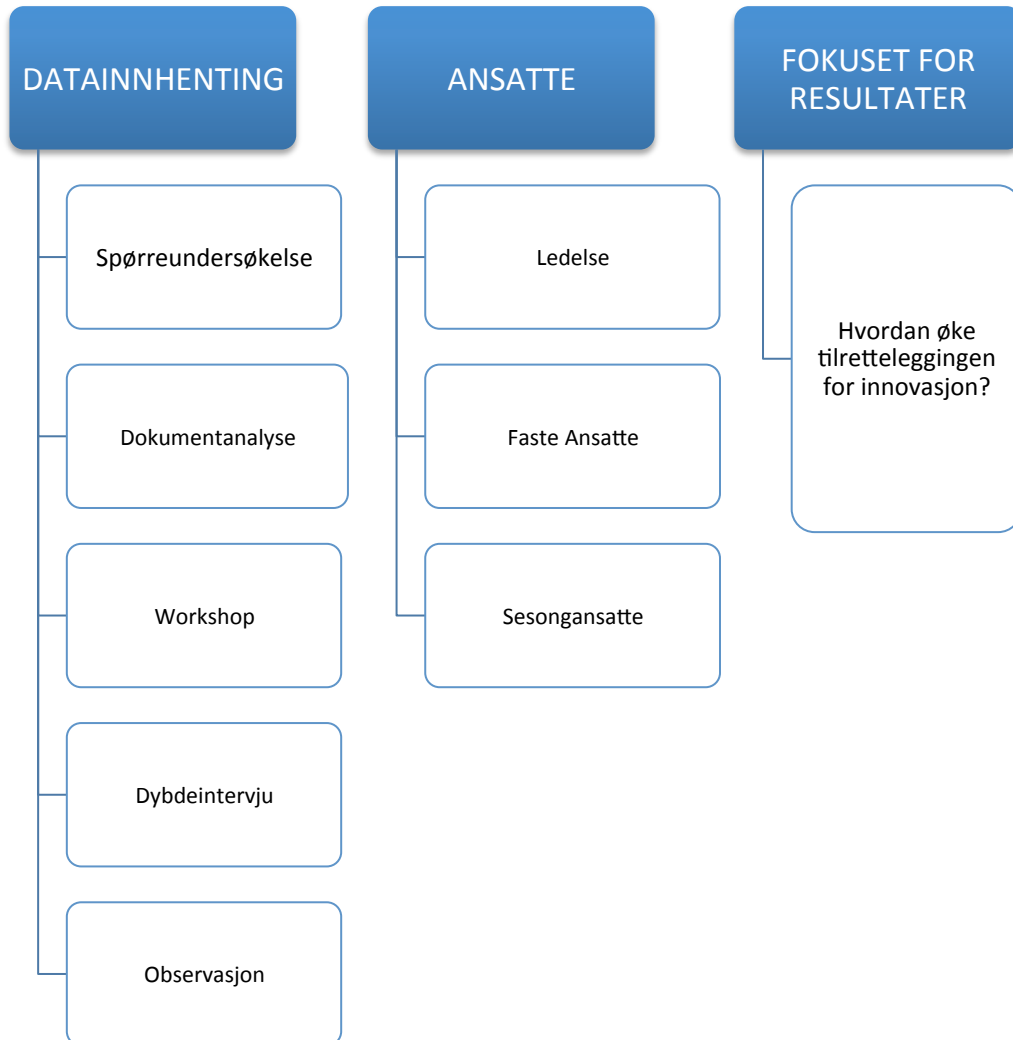 DATAINNHENTING
Spørreundersøkelse
Dokumentanalyse
Workshop
Dybdeintervju
Observasjon
ANSATTE
Ledelse
Faste Ansatte
Sesongansatte
FOKUSET FOR
RESULTATER
Hvordan øke
tilretteleggingen
for innovasjon?